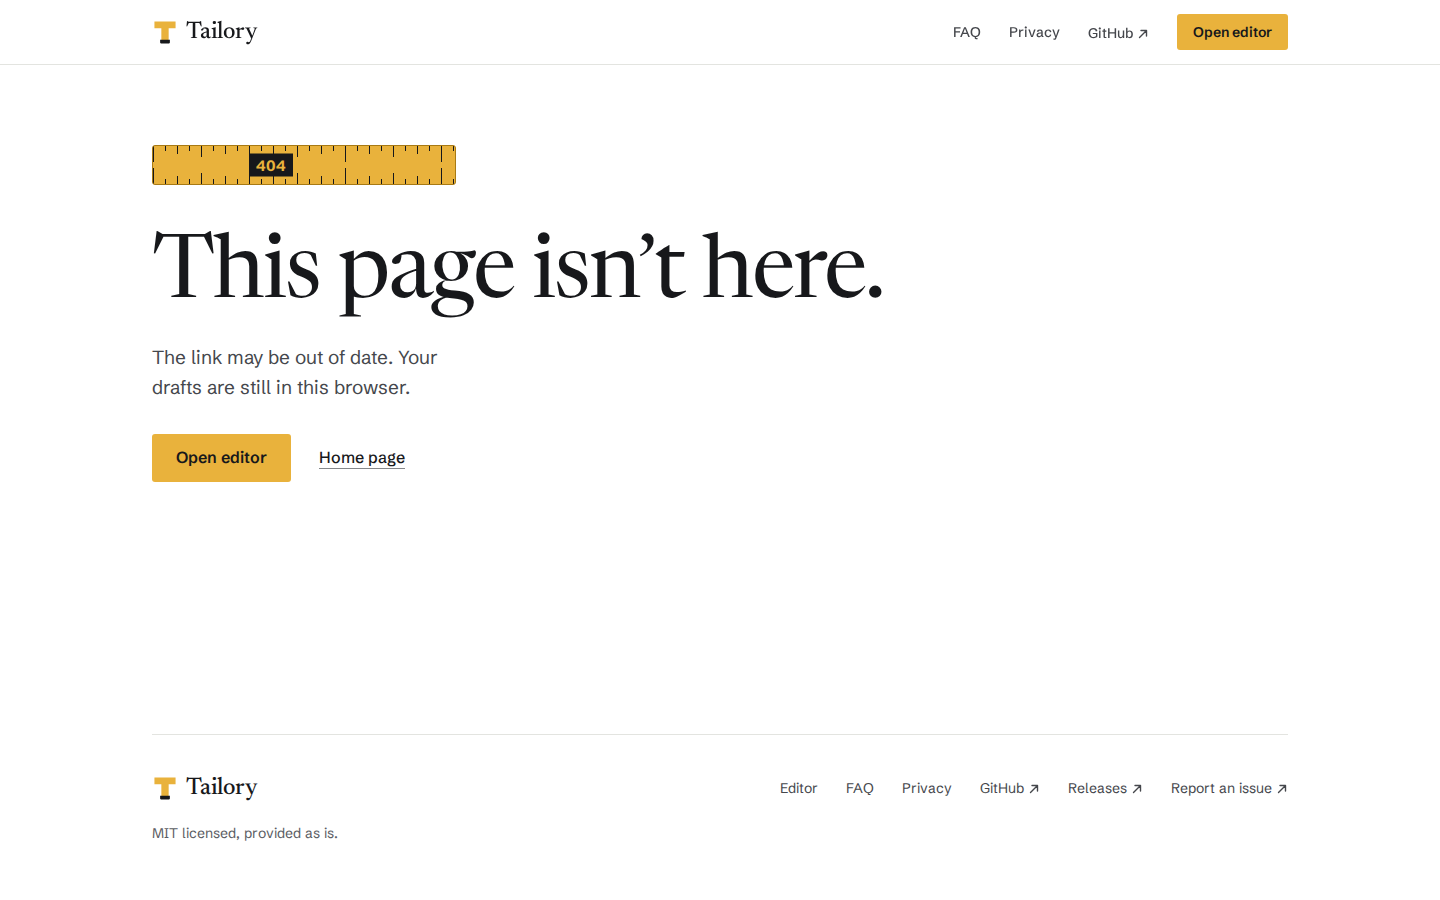 Tailory
FAQ
Privacy
GitHub
Open editor
404
This page isn’t here.
The link may be out of date. Your
drafts are still in this browser.
Open editor
Home page
Tailory
Editor
FAQ
Privacy
GitHub
Releases
Report an issue
MIT licensed, provided as is.